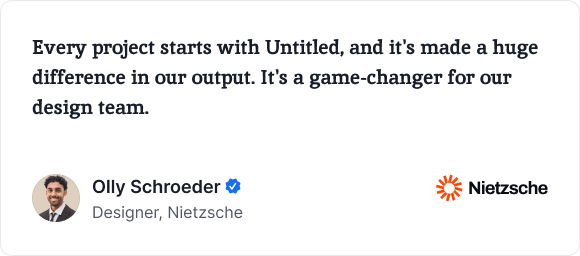 Every project starts with Untitled, and it's made a huge
difference in our output. It's a game-changer for our
design team.
Olly Schroeder
Designer, Nietzsche
Nietzsche